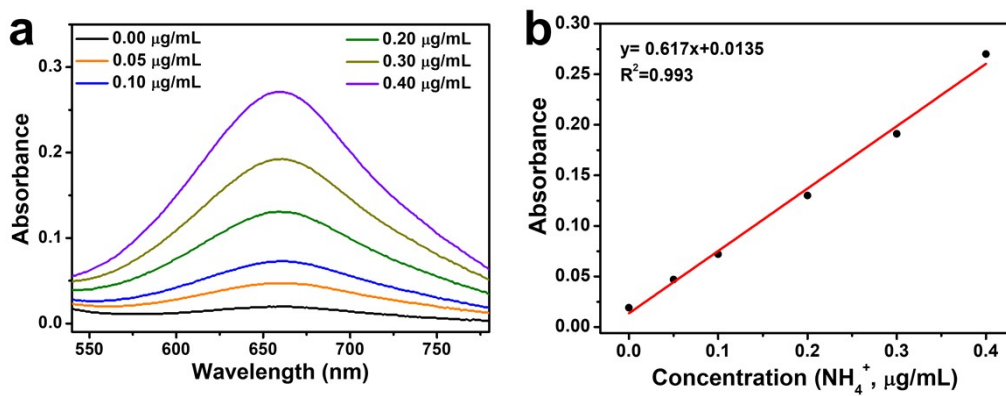 a
0.00 μg/mL
0.05 μg/mL
0.10 μg/mL
0.20 μg/mL
0.30 μg/mL
0.40 μg/mL
0.3
0.2
0.1
0.0
Absorbance
550 600 650 700 750
Wavelength (nm)
b
y= 0.617x+0.0135
R²=0.993
0.30
0.25
0.20
0.15
0.10
0.05
0.00
Absorbance
0.0 0.1 0.2 0.3 0.4
Concentration (NH₄⁺, μg/mL)